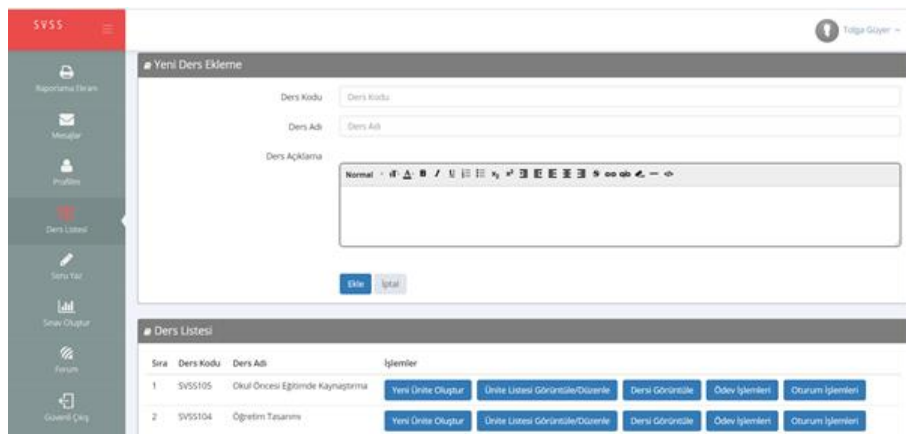 SVSS
Tolga Güyer
Raporlama Ekranı
Mesajlar
Profilim
Ders Listesi
Soru Yaz
Sınav Oluştur
Forum
Güvenli Çıkış
Yeni Ders Ekleme
Ders Kodu Ders Kodu
Ders Adı Ders Adı
Ders Açıklama
Normal
Ekle İptal
Ders Listesi
Sıra Ders Kodu Ders Adı İşlemler
1 SVSS105 Okul Öncesi Eğitimde Kaynaştırma Yeni Ünite Oluştur Ünite Listesi Görüntüle/Düzenle Dersi Görüntüle Ödev İşlemleri Oturum İşlemleri
2 SVSS104 Öğretim Tasarımı Yeni Ünite Oluştur Ünite Listesi Görüntüle/Düzenle Dersi Görüntüle Ödev İşlemleri Oturum İşlemleri